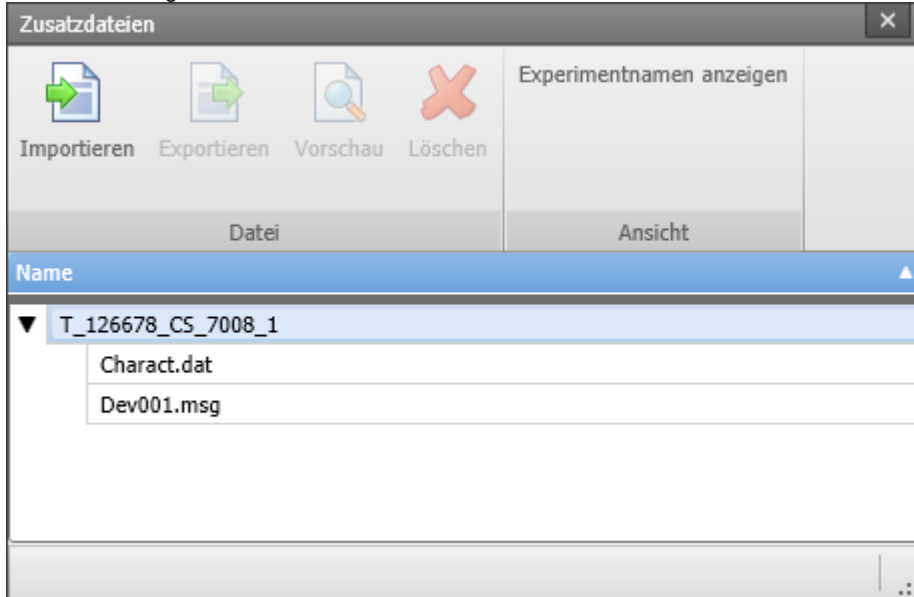 Zusatzdateien
Experimentnamen anzeigen
Importieren Exportieren Vorschau Löschen
Datei Ansicht
Name
T_126678_CS_7008_1
Charact.dat
Dev001.msg